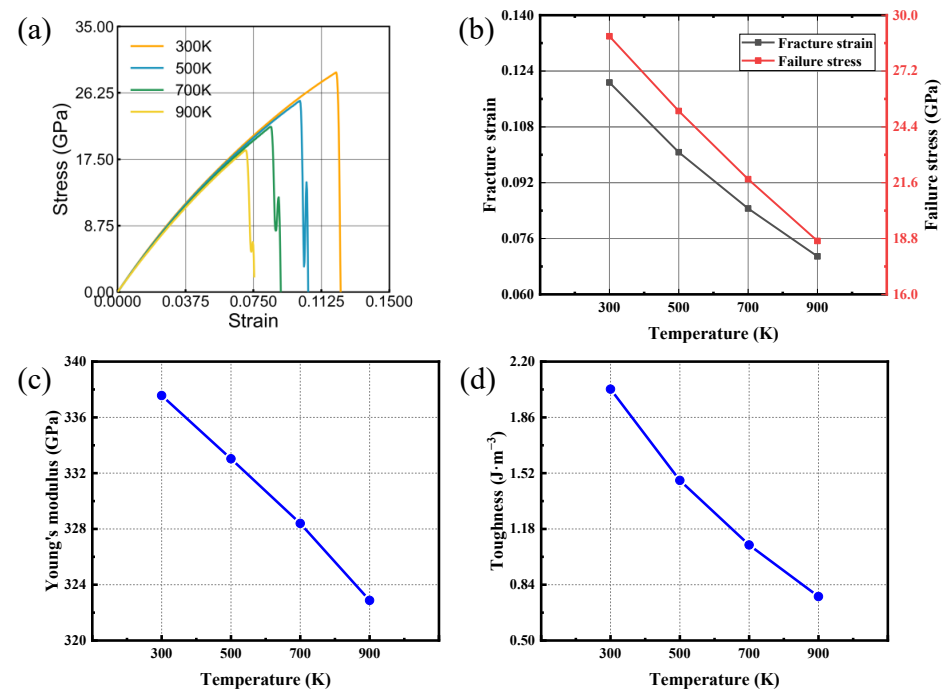 (a)
300K
500K
700K
900K
Stress (GPa)
35.00
26.25
17.50
8.75
0.00
0.0000 0.0375 0.0750 0.1125 0.1500
Strain
(b)
Fracture strain
Failure stress
Fracture strain
0.140
0.124
0.108
0.092
0.076
0.060
30.0
27.2
24.4
21.6
18.8
16.0
Failure stress (GPa)
300 500 700 900
Temperature (K)
(c)
Young's modulus (GPa)
340
336
332
328
324
320
300 500 700 900
Temperature (K)
(d)
Toughness (J·m⁻³)
2.20
1.86
1.52
1.18
0.84
0.50
300 500 700 900
Temperature (K)